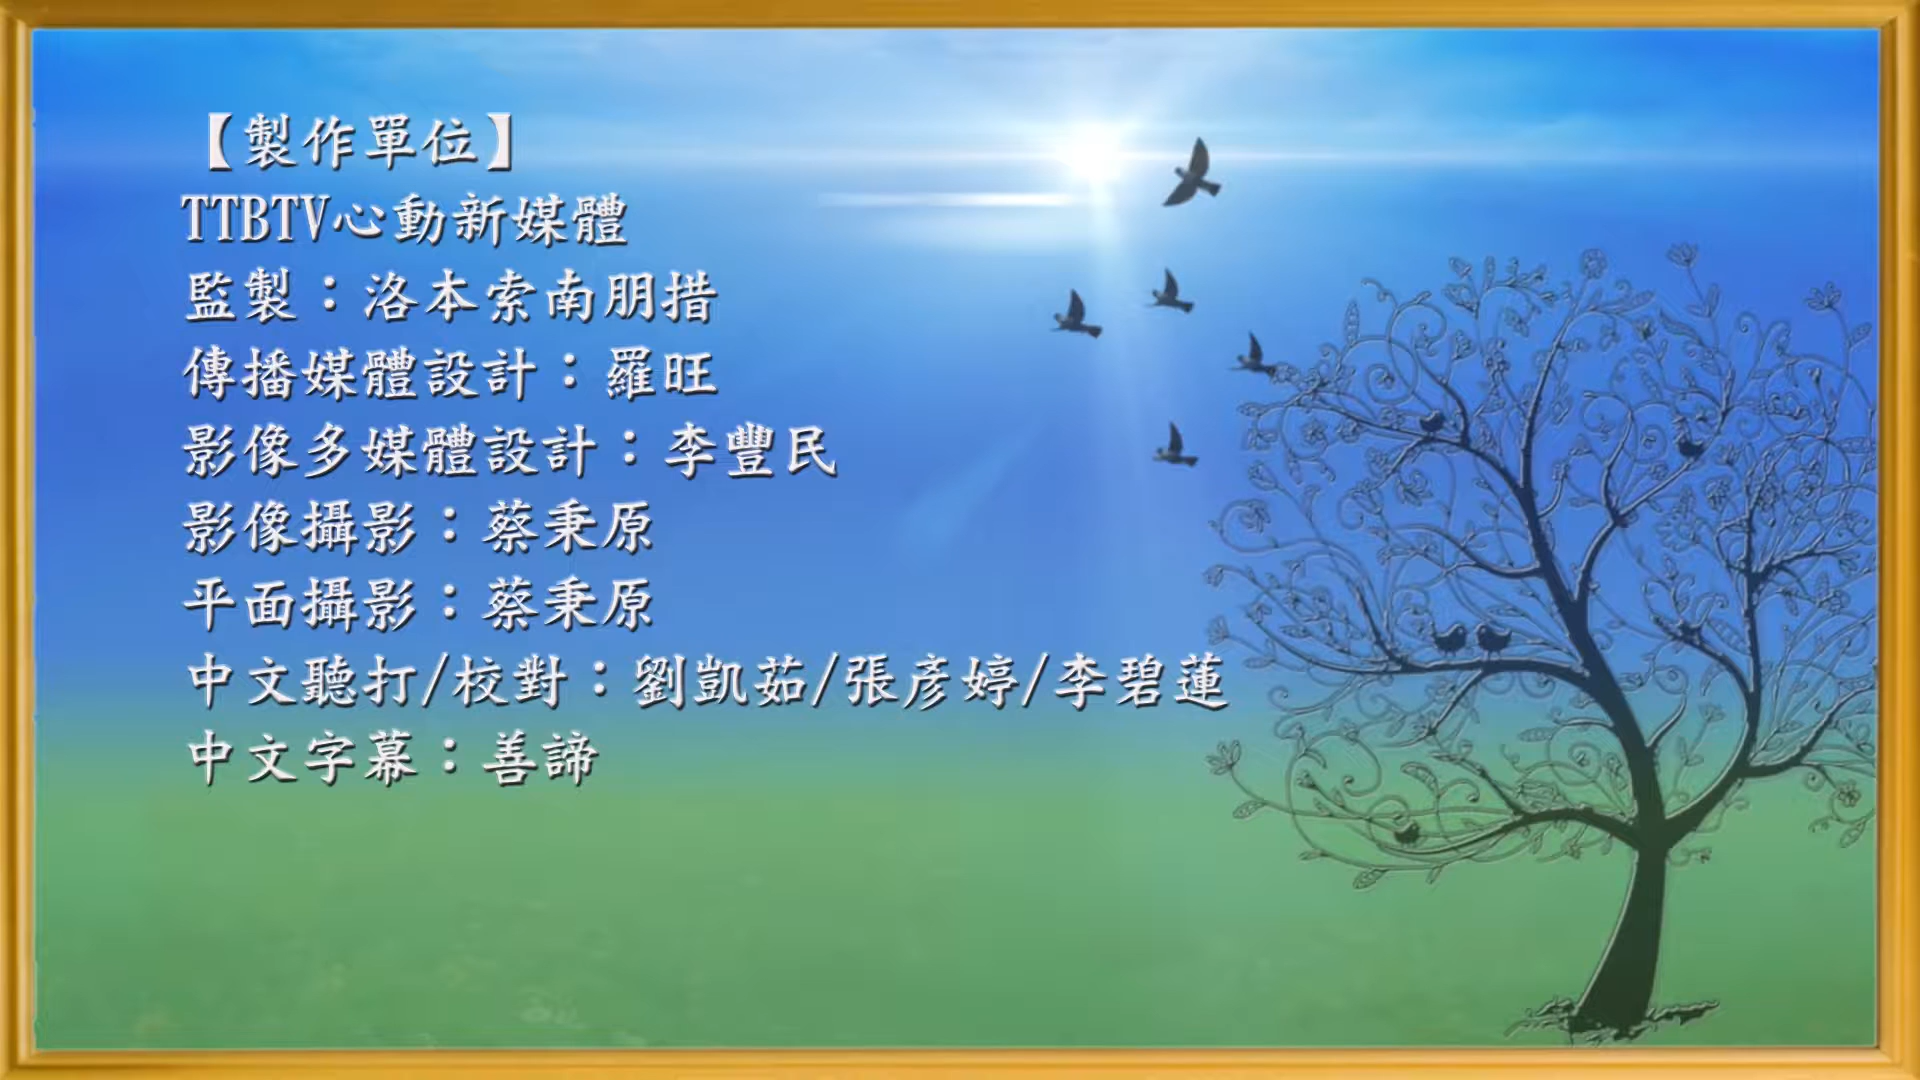 【製作單位】
TTBTV心動新媒體
監製：洛本索南朋措
傳播媒體設計：羅旺
影像多媒體設計：李豐民
影像攝影：蔡秉原
平面攝影：蔡秉原
中文聽打/校對：劉凱茹/張彥婷/李碧蓮
中文字幕：善諦